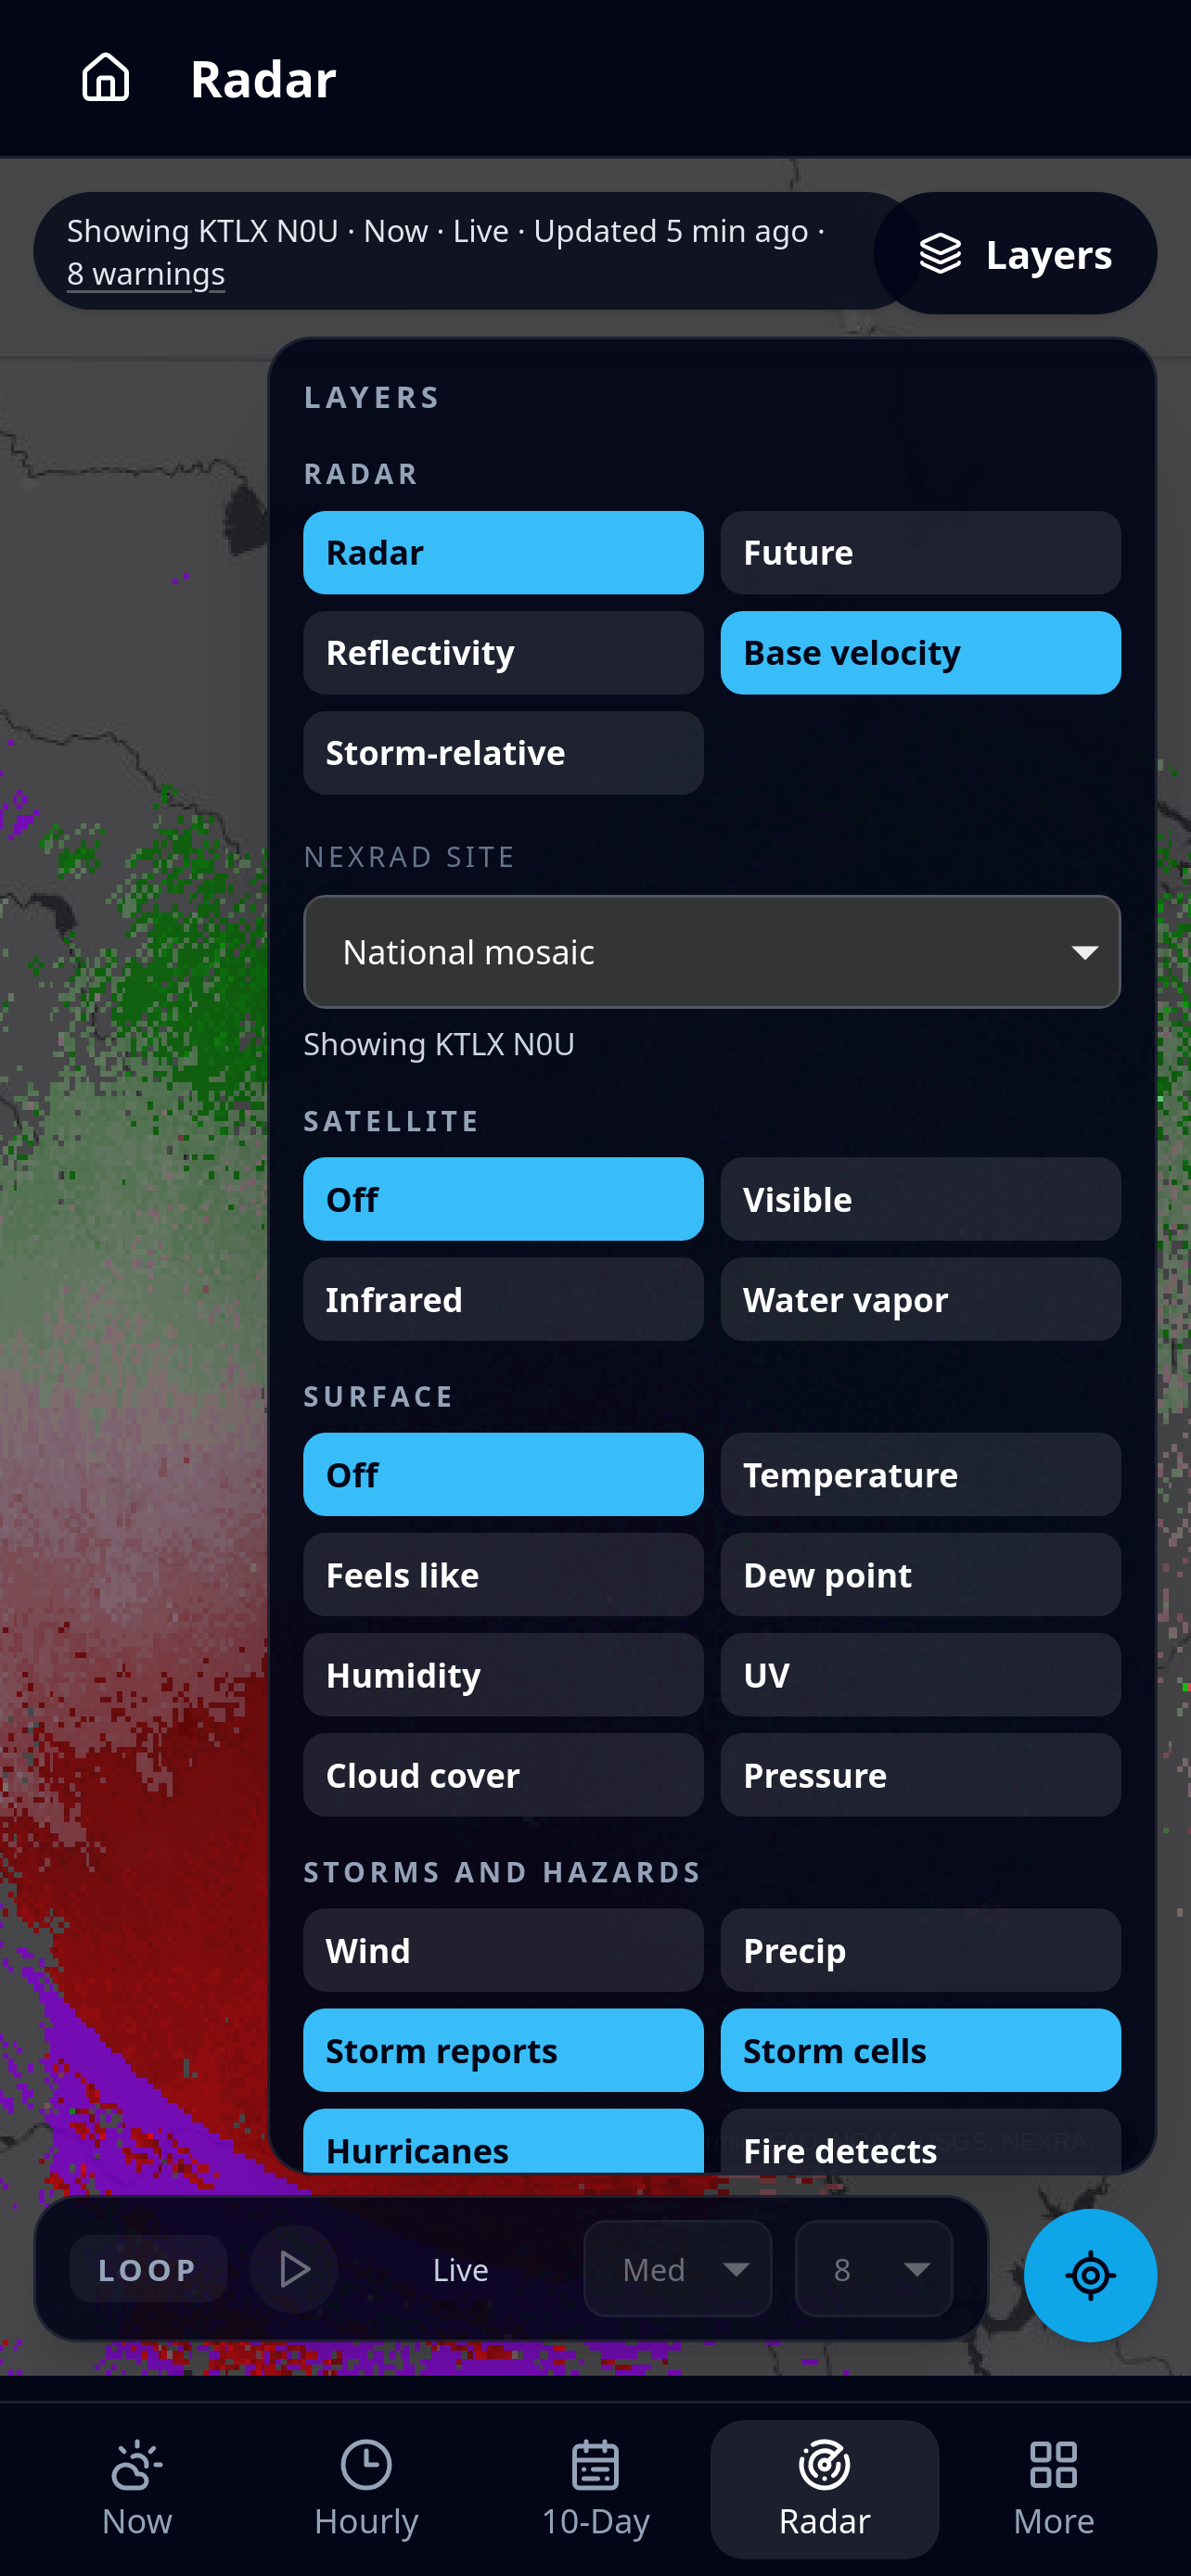 Radar
Showing KTLX N0U · Now · Live · Updated 5 min ago ·
8 warnings
Layers
LAYERS
RADAR
Radar
Future
Reflectivity
Base velocity
Storm-relative
NEXRAD SITE
National mosaic
Showing KTLX N0U
SATELLITE
Off
Visible
Infrared
Water vapor
SURFACE
Off
Temperature
Feels like
Dew point
Humidity
UV
Cloud cover
Pressure
STORMS AND HAZARDS
Wind
Precip
Storm reports
Storm cells
Hurricanes
Fire detects
LOOP
Live
Med
8
Now
Hourly
10-Day
Radar
More